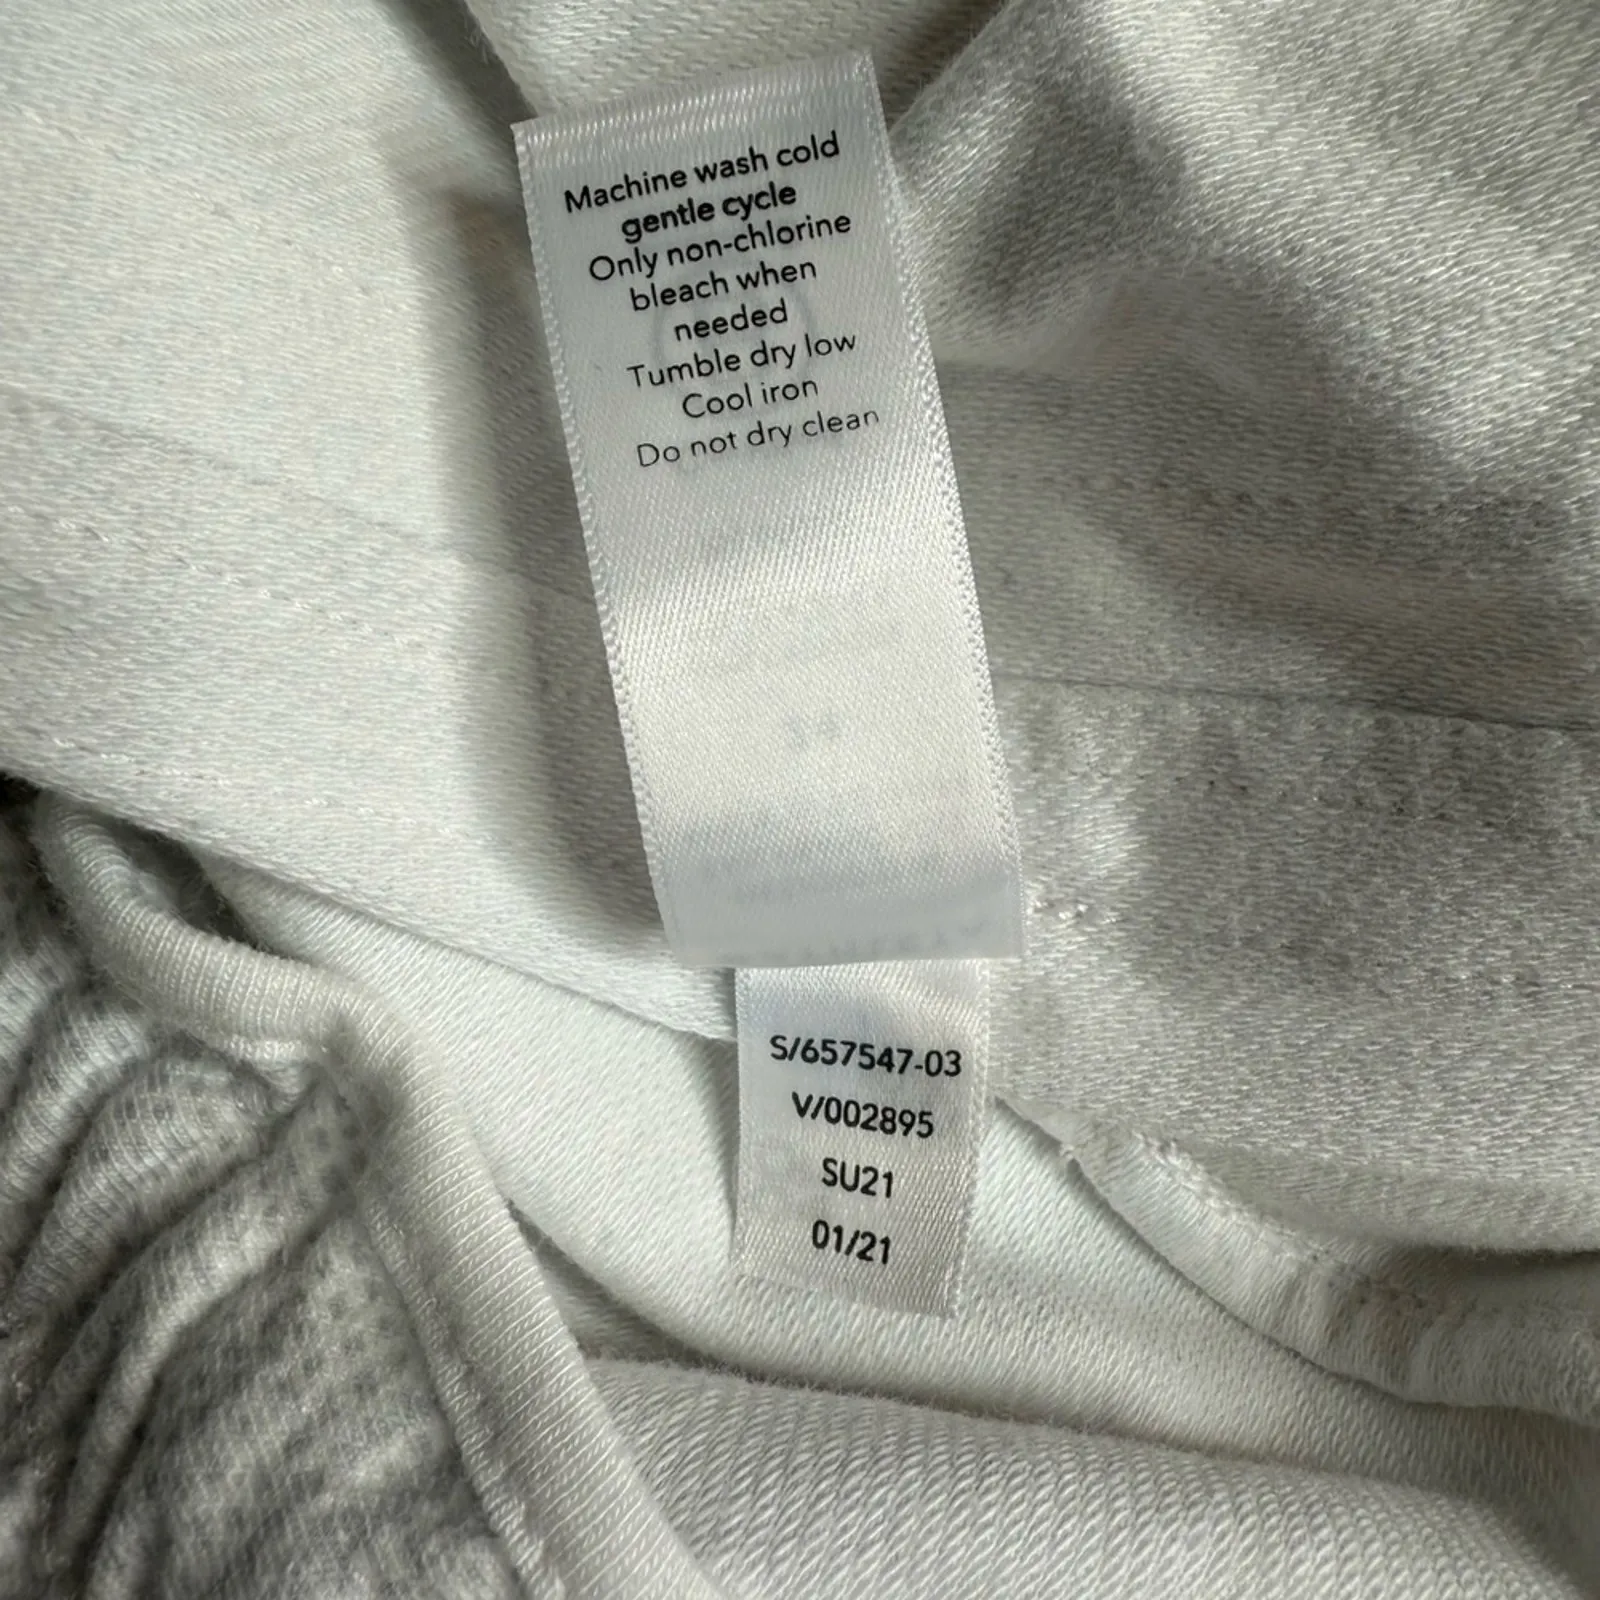 Machine wash cold
gentle cycle
Only non-chlorine
bleach when
needed
Tumble dry low
Cool iron
Do not dry clean
S/657547-03
V/002895
SU21
01/21